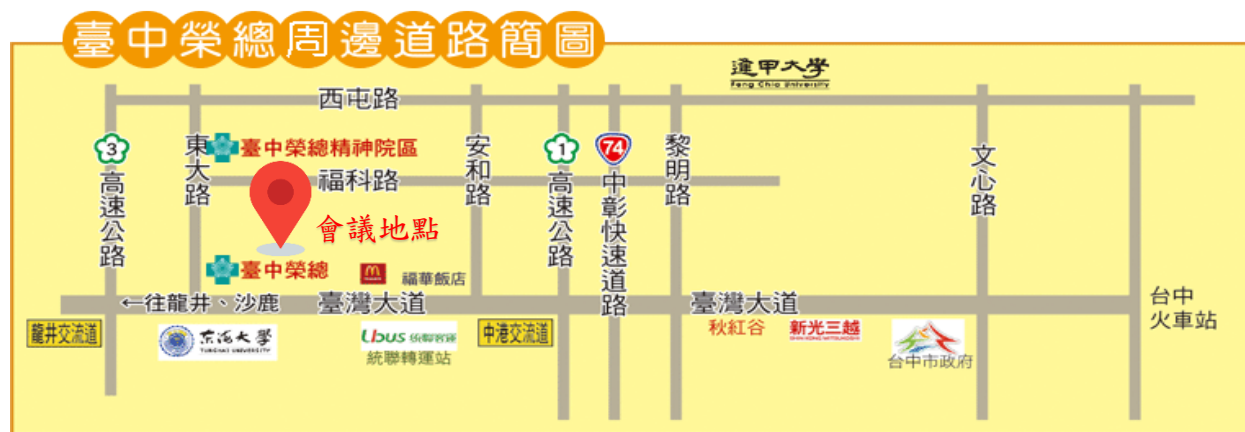 臺中榮總周邊道路簡圖
逢甲大學
Feng Chia University
西屯路
3
高速公路
東大路
臺中榮總精神院區
福科路
安和路
1
高速公路
74
中彰快速道路
黎明路
文心路
會議地點
臺中榮總
福華飯店
←往龍井、沙鹿
臺灣大道
臺灣大道
台中
火車站
龍井交流道
東海大學
TUNGHAI UNIVERSITY
Ubus 統聯客運
統聯轉運站
中港交流道
秋紅谷
新光三越
SHIN KONG MITSUKOSHI
台中市政府